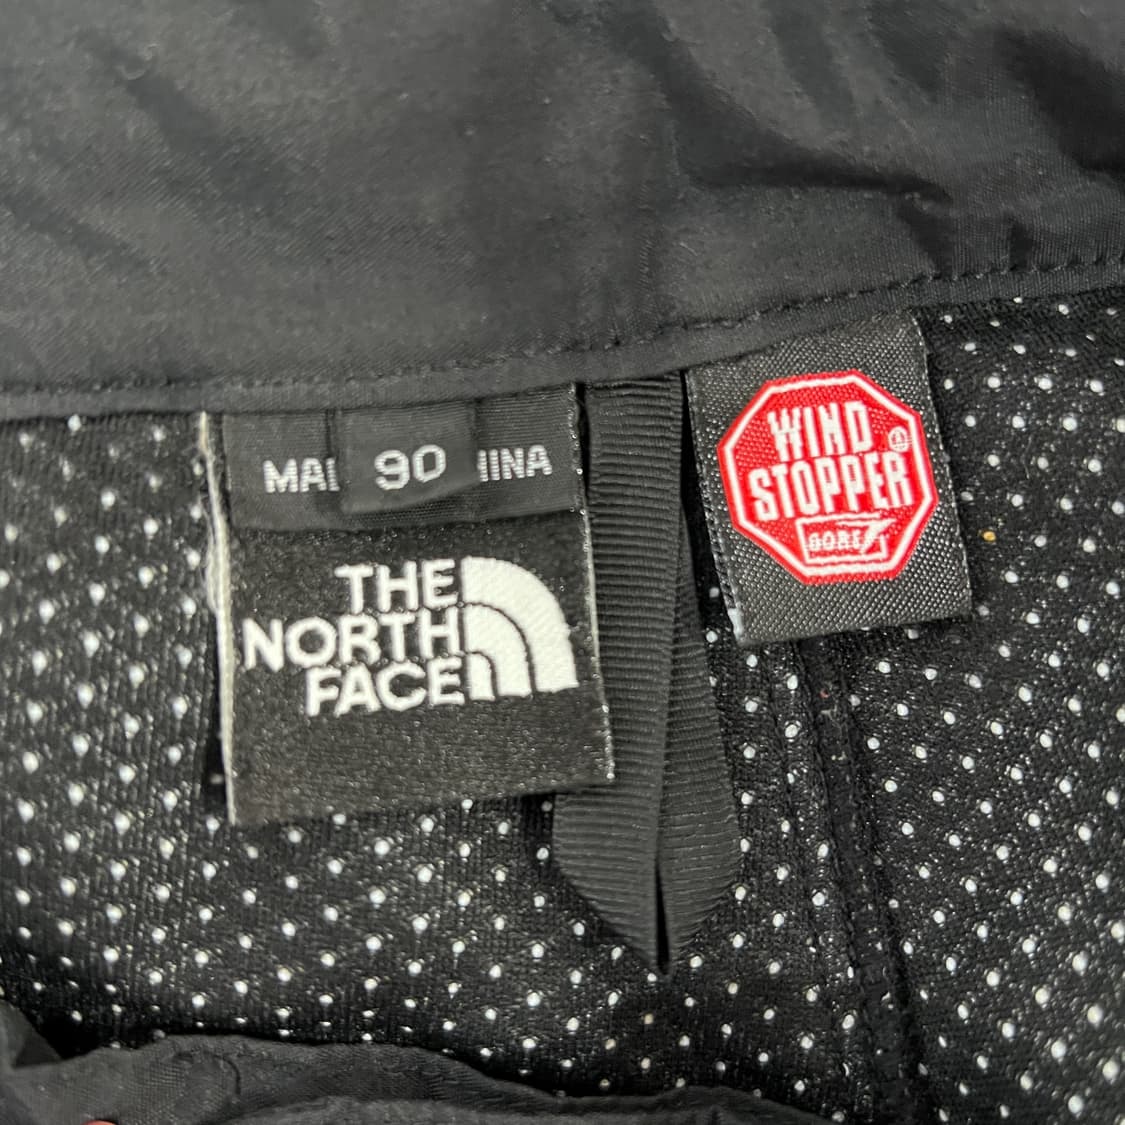 MA
90
INA
THE
NORTH
FACE
WIND
STOPPER
GORE